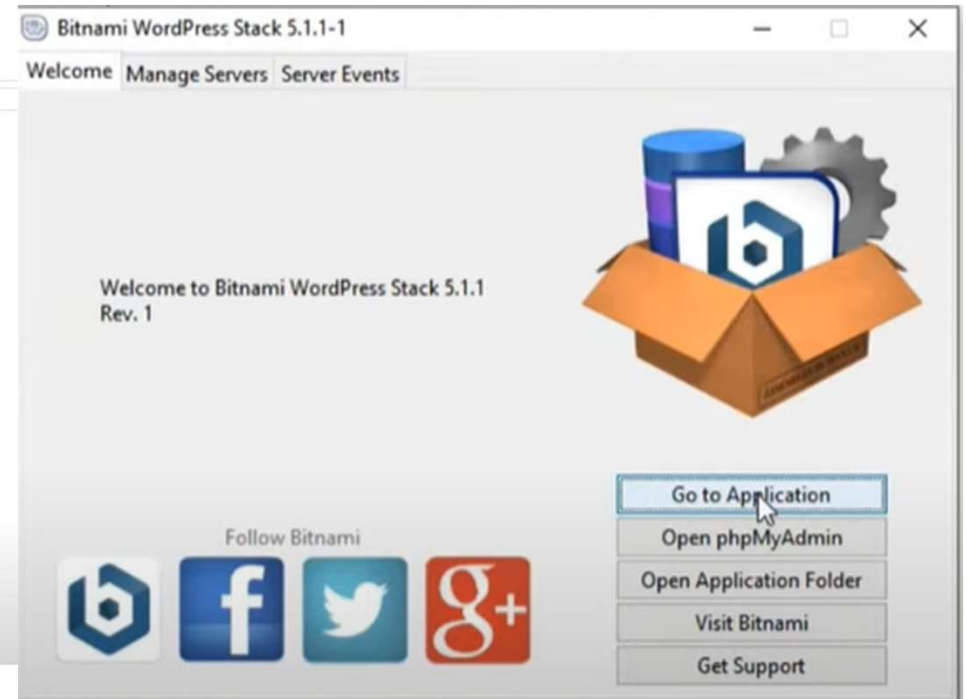 Bitnami WordPress Stack 5.1.1-1
Welcome Manage Servers Server Events
Welcome to Bitnami WordPress Stack 5.1.1
Rev. 1
Go to Application
Open phpMyAdmin
Open Application Folder
Visit Bitnami
Get Support
Follow Bitnami
b f g+